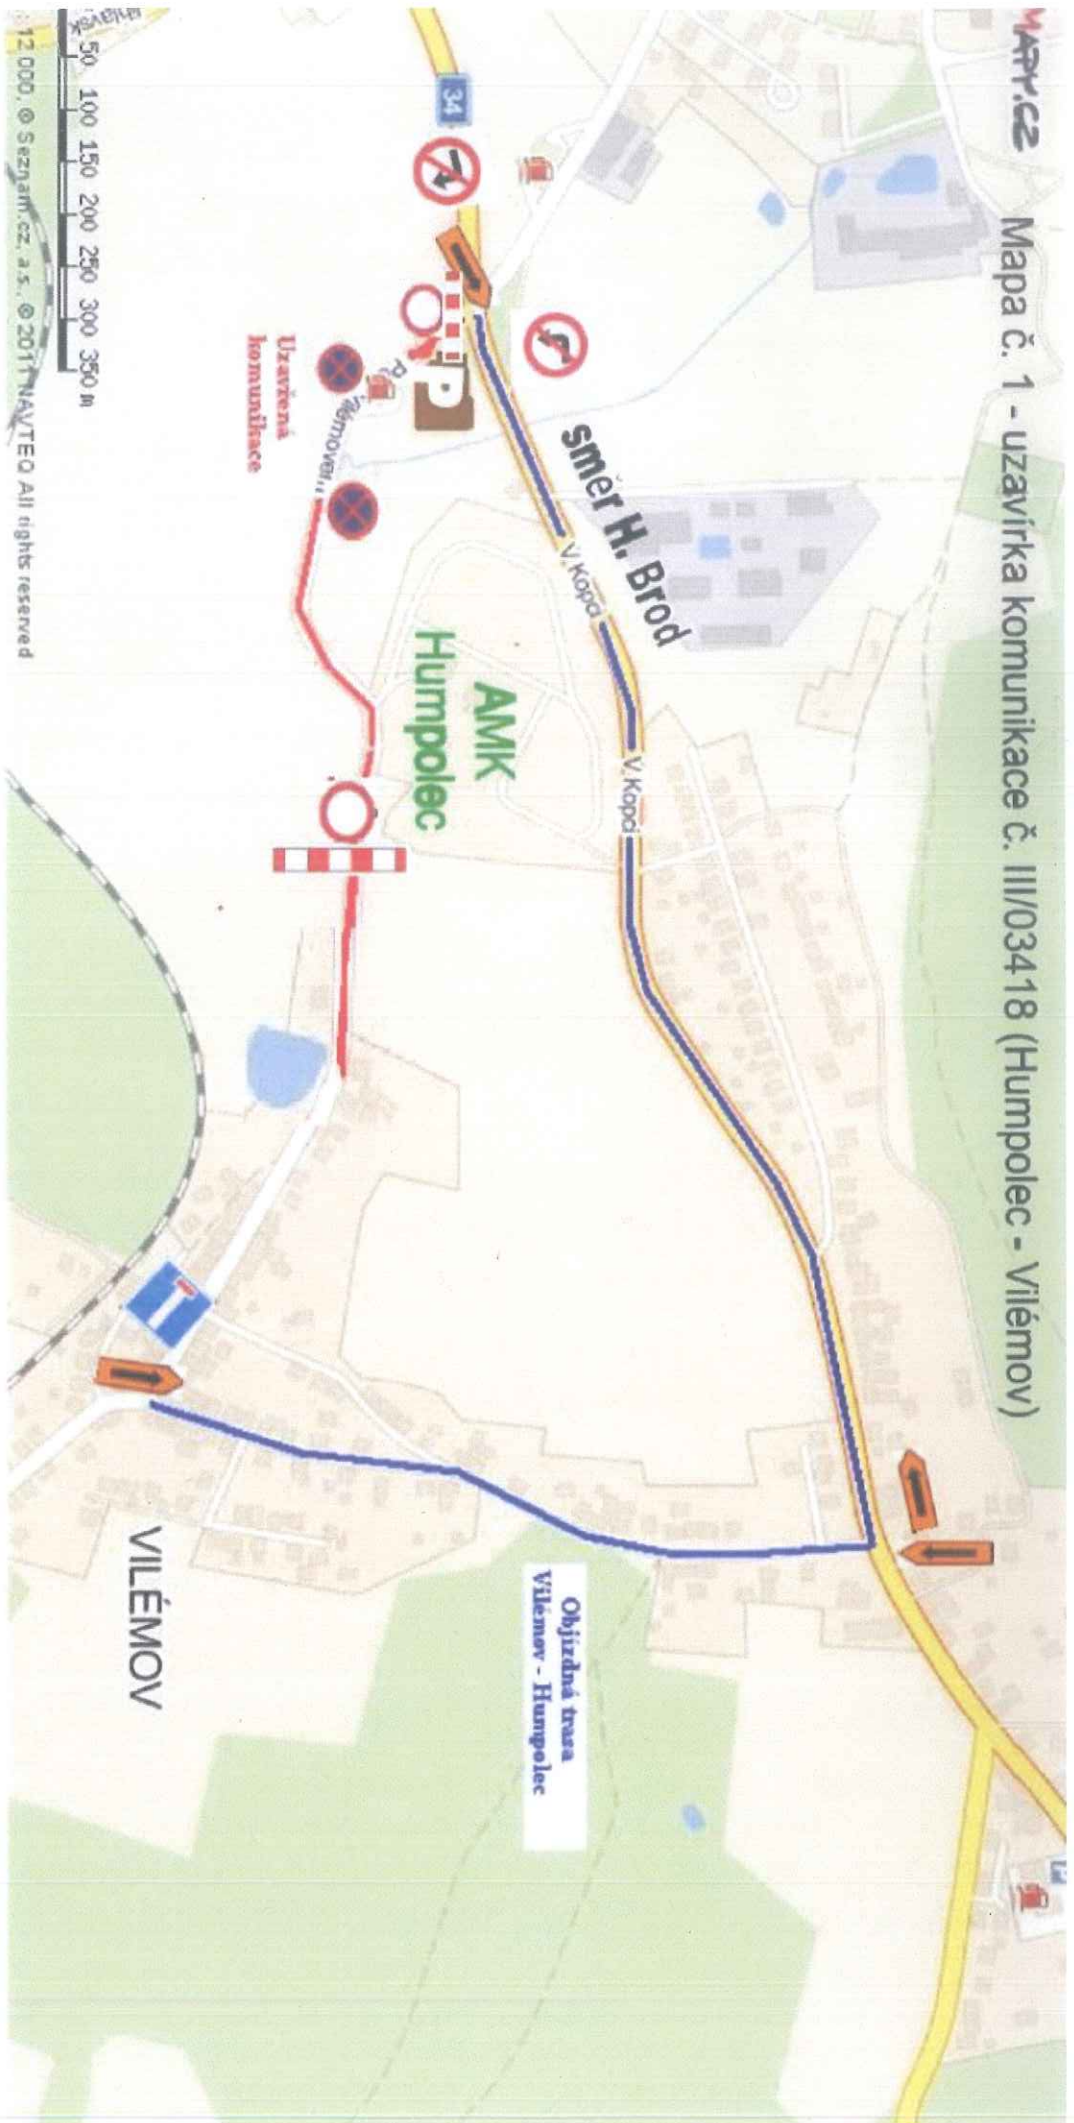 MAPY.CZ
Mapa č. 1 - uzavírka komunikace č. III/03418 (Humpolec - Vilémov)
34
směr H. Brod
V. Kopci
V. Kopci
P
AMK
Humpolec
Uzavřená
komunikace
Objízdná trasa
Vilémov - Humpolec
VILÉMOV
50 100 150 200 250 300 350 m
12 000, © Seznam.cz, a.s., © 2011 NAVTEQ All rights reserved